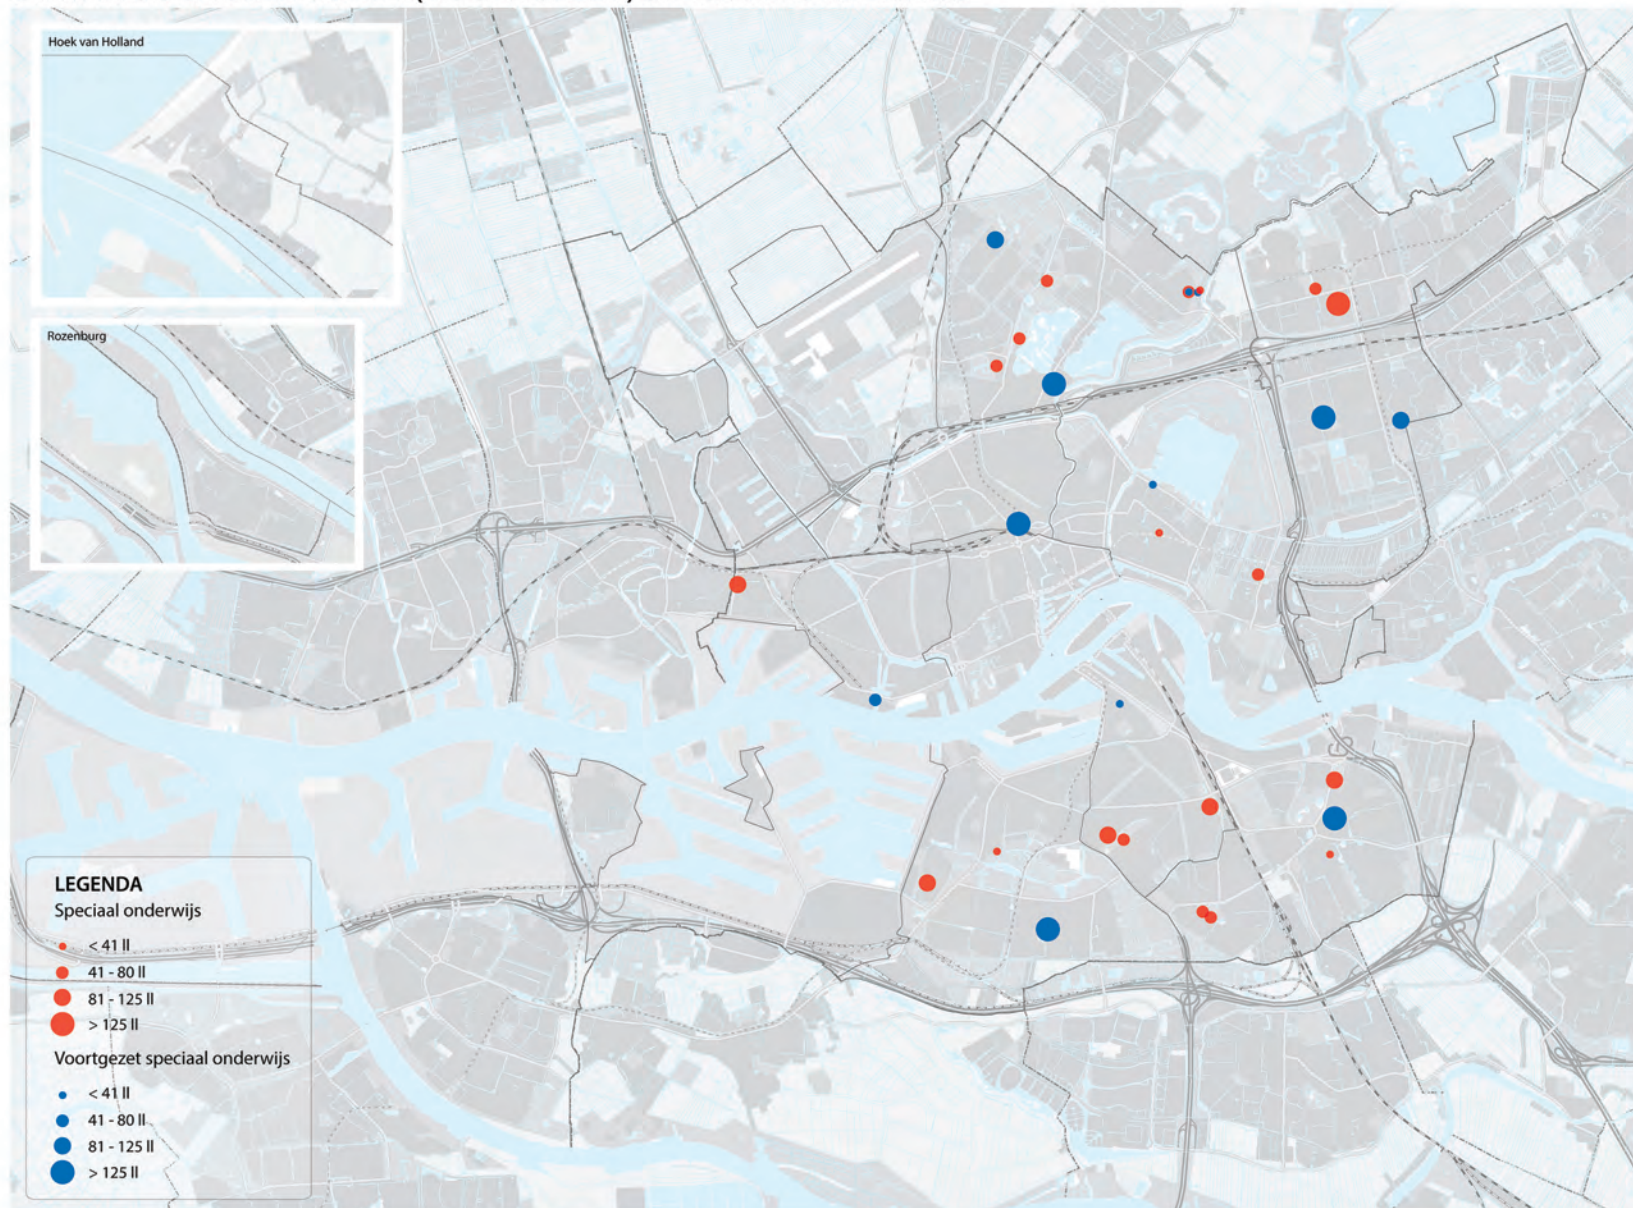 Hoek van Holland
Rozenburg
LEGENDA
Speciaal onderwijs
< 41 ll
41 - 80 ll
81 - 125 ll
> 125 ll
Voortgezet speciaal onderwijs
< 41 ll
41 - 80 ll
81 - 125 ll
> 125 ll